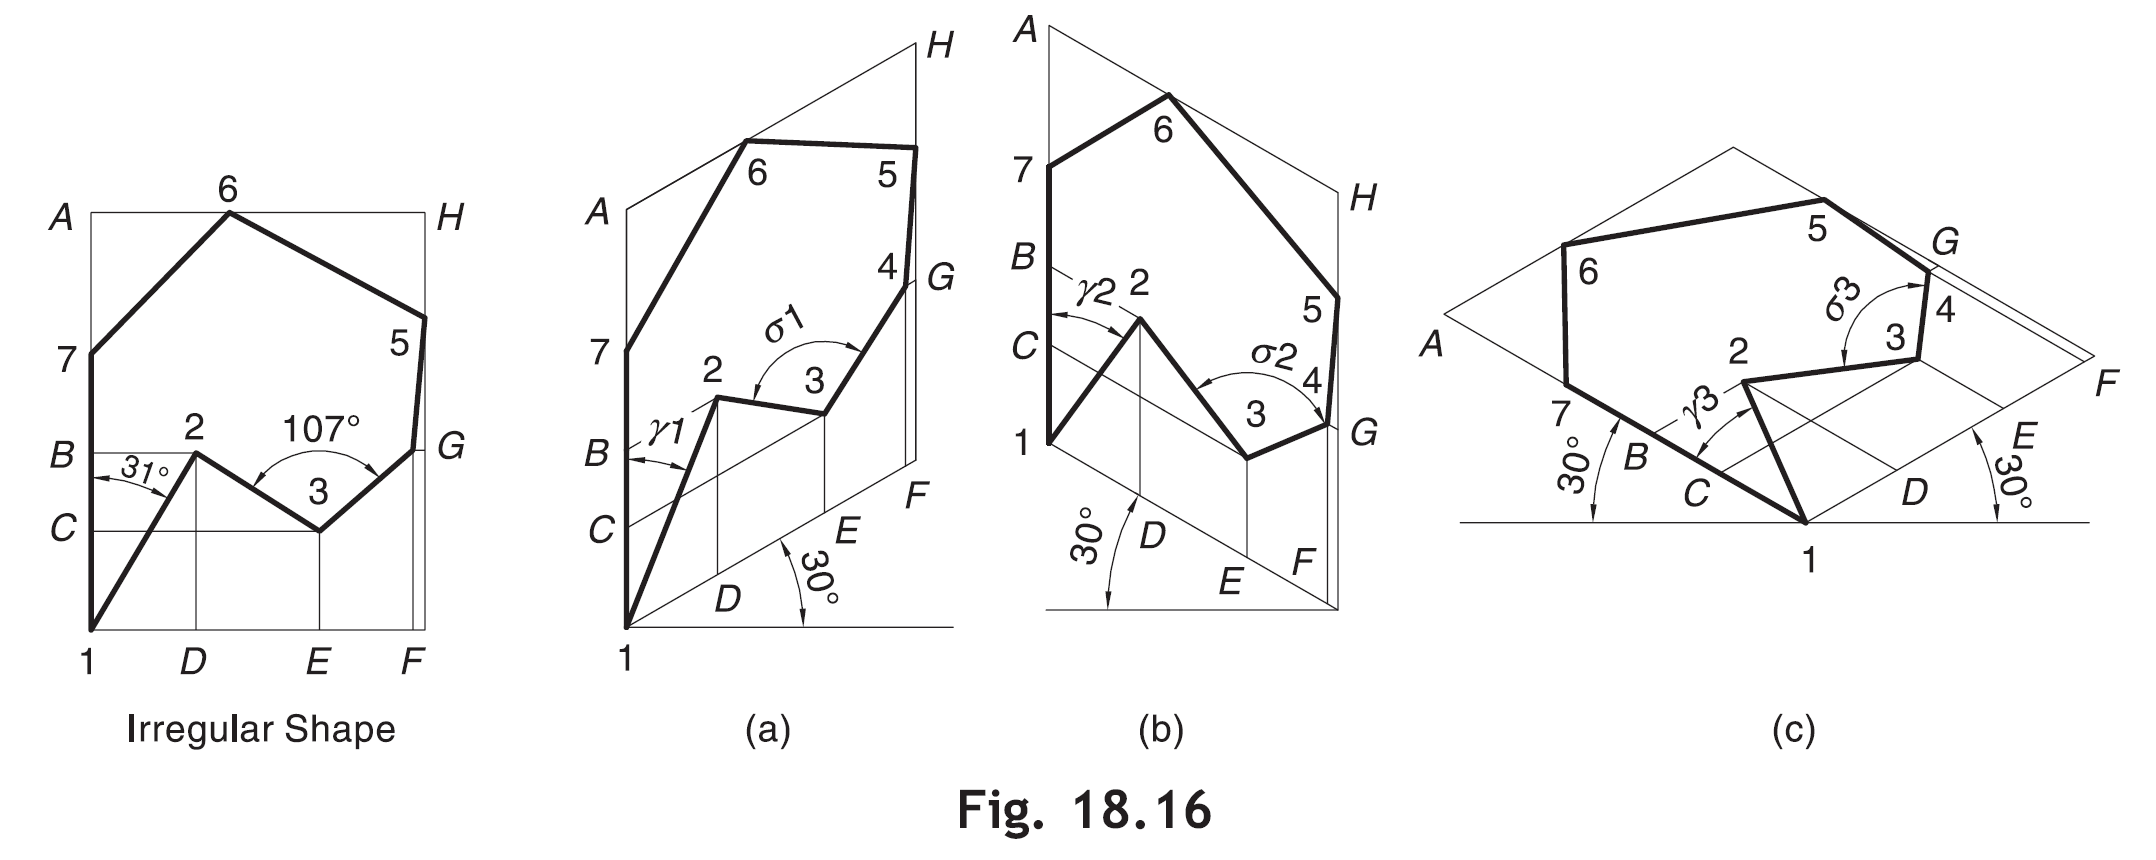 A 6 H
7 5
B 2 107° G
31° 3
C
1 D E F
Irregular Shape
H
A 6 5
7 4 G
σ1
2 3
B γ1
C F
E
D 30°
1
(a)
A
6
7
H
B γ2 2
5
C σ2
4
1 3 G
30° D F
E
(b)
G
5
6
σ3 4
A 2 3
F
7 γ3
B E
30° C D 30°
1
(c)
Fig. 18.16